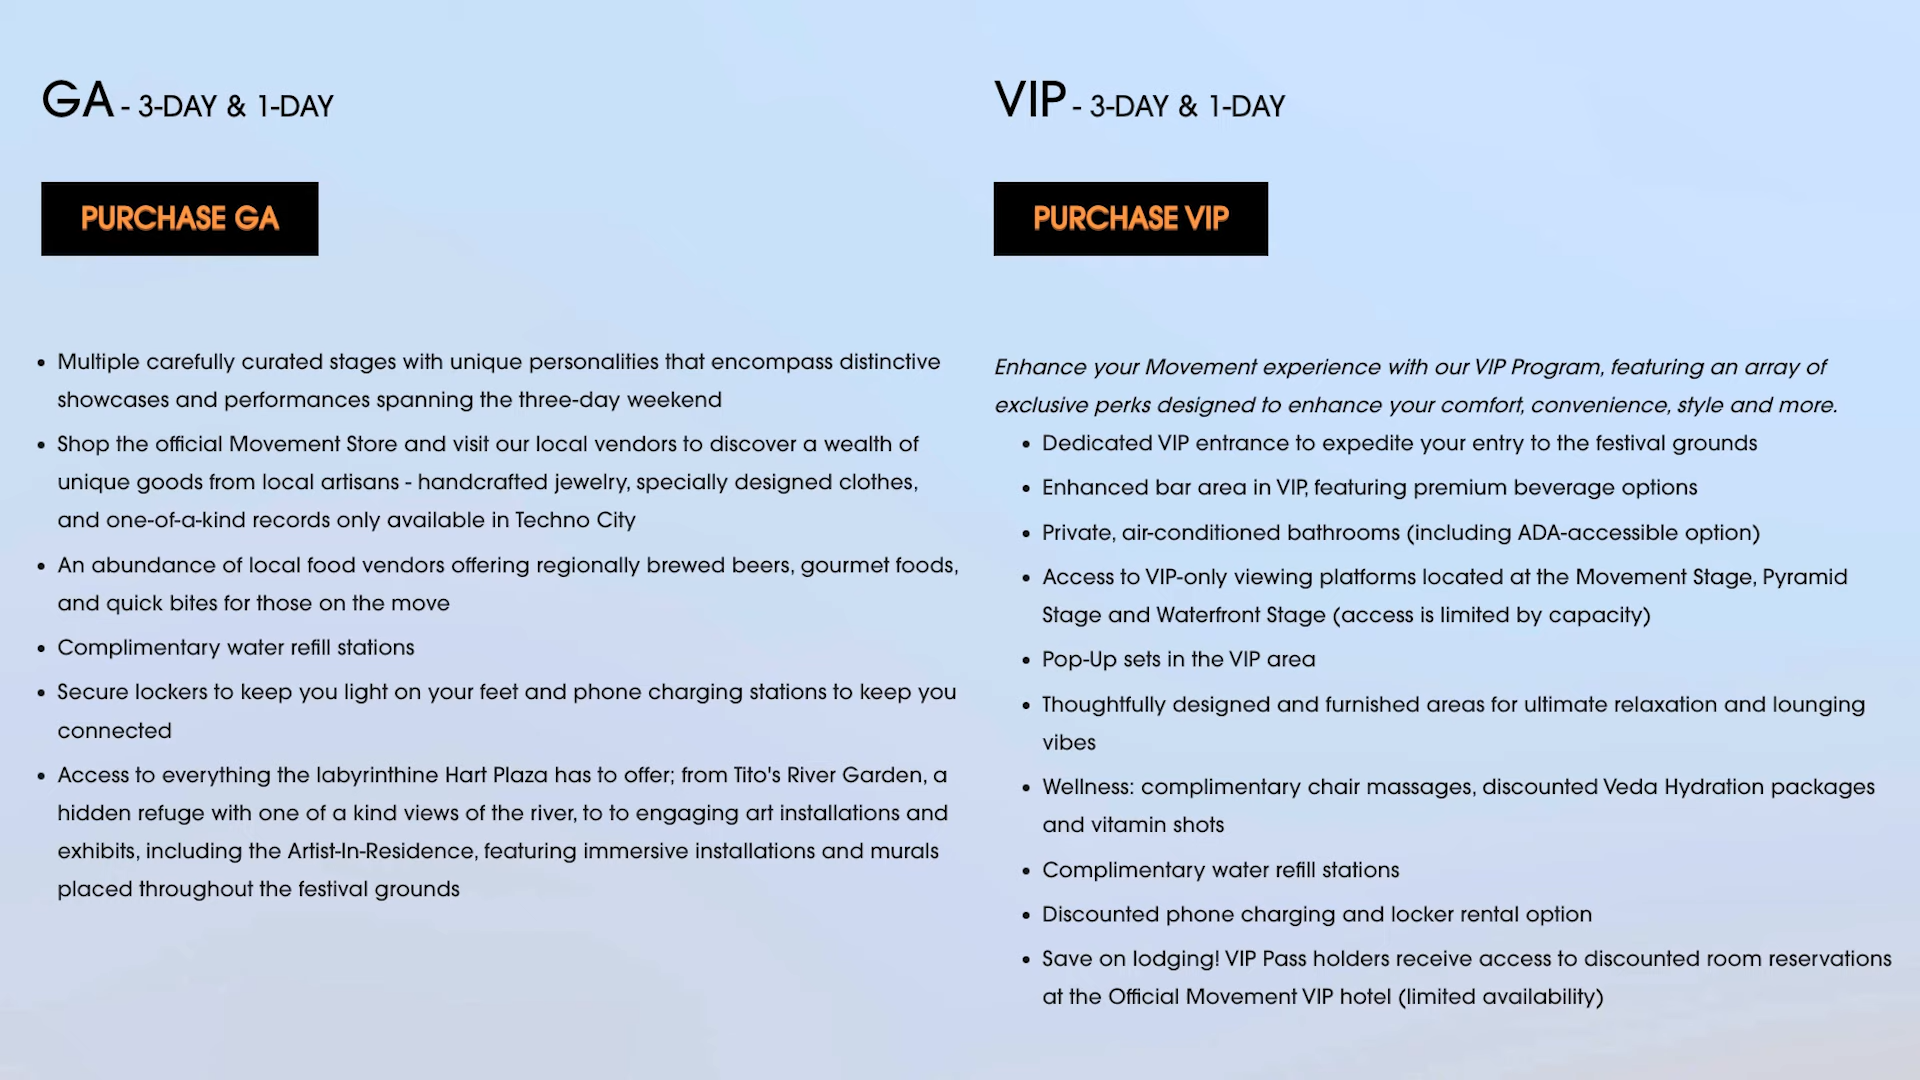 GA - 3-DAY & 1-DAY
PURCHASE GA
• Multiple carefully curated stages with unique personalities that encompass distinctive
showcases and performances spanning the three-day weekend
• Shop the official Movement Store and visit our local vendors to discover a wealth of
unique goods from local artisans - handcrafted jewelry, specially designed clothes,
and one-of-a-kind records only available in Techno City
• An abundance of local food vendors offering regionally brewed beers, gourmet foods,
and quick bites for those on the move
• Complimentary water refill stations
• Secure lockers to keep you light on your feet and phone charging stations to keep you
connected
• Access to everything the labyrinthine Hart Plaza has to offer; from Tito's River Garden, a
hidden refuge with one of a kind views of the river, to to engaging art installations and
exhibits, including the Artist-In-Residence, featuring immersive installations and murals
placed throughout the festival grounds
VIP - 3-DAY & 1-DAY
PURCHASE VIP
Enhance your Movement experience with our VIP Program, featuring an array of
exclusive perks designed to enhance your comfort, convenience, style and more.
• Dedicated VIP entrance to expedite your entry to the festival grounds
• Enhanced bar area in VIP, featuring premium beverage options
• Private, air-conditioned bathrooms (including ADA-accessible option)
• Access to VIP-only viewing platforms located at the Movement Stage, Pyramid
Stage and Waterfront Stage (access is limited by capacity)
• Pop-Up sets in the VIP area
• Thoughtfully designed and furnished areas for ultimate relaxation and lounging
vibes
• Wellness: complimentary chair massages, discounted Veda Hydration packages
and vitamin shots
• Complimentary water refill stations
• Discounted phone charging and locker rental option
• Save on lodging! VIP Pass holders receive access to discounted room reservations
at the Official Movement VIP hotel (limited availability)